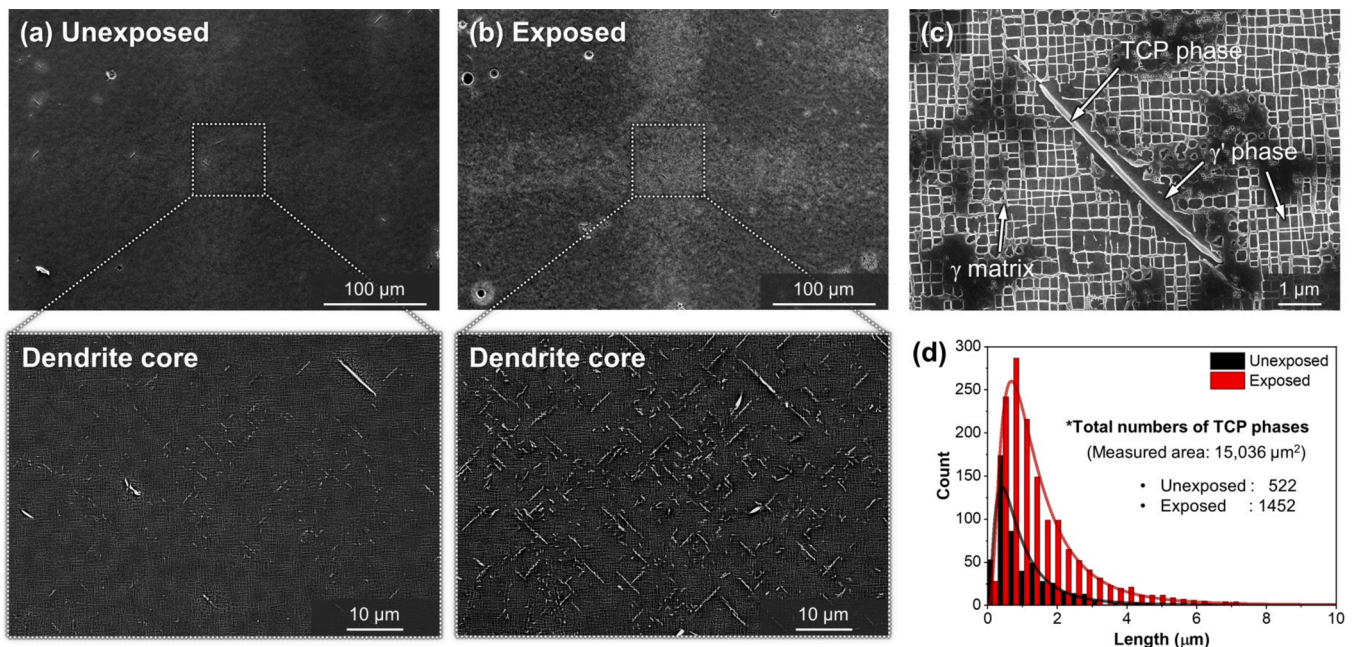 (a) Unexposed
100 µm
Dendrite core
10 µm
(b) Exposed
100 µm
Dendrite core
10 µm
(c)
TCP phase
γ' phase
γ matrix
1 µm
(d)
300
250
200
150
100
50
0
Count
Unexposed
Exposed
*Total numbers of TCP phases
(Measured area: 15,036 µm²)
• Unexposed : 522
• Exposed : 1452
0 2 4 6 8 10
Length (µm)